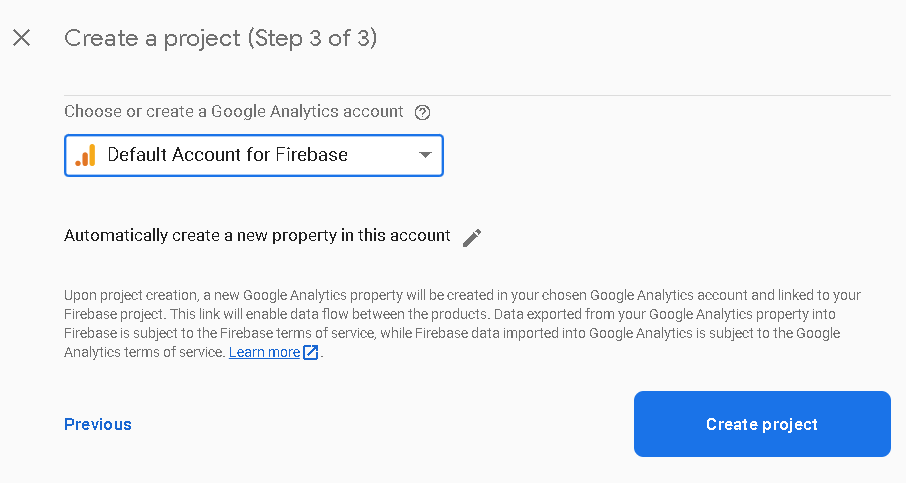 Create a project (Step 3 of 3)
Choose or create a Google Analytics account
Default Account for Firebase
Automatically create a new property in this account
Upon project creation, a new Google Analytics property will be created in your chosen Google Analytics account and linked to your
Firebase project. This link will enable data flow between the products. Data exported from your Google Analytics property into
Firebase is subject to the Firebase terms of service, while Firebase data imported into Google Analytics is subject to the Google
Analytics terms of service. Learn more.
Previous
Create project